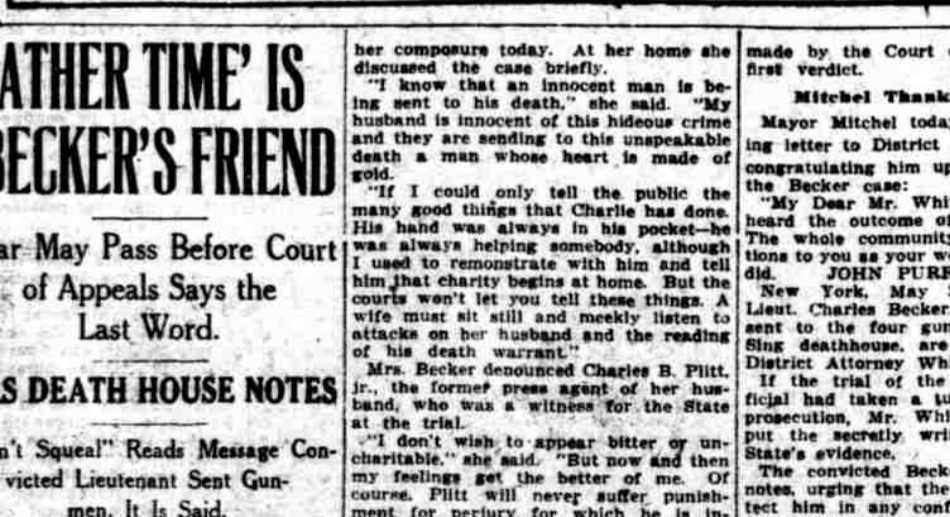 ATHER TIME' IS
BECKER'S FRIEND
ar May Pass Before Court
of Appeals Says the
Last Word.
S DEATH HOUSE NOTES
n't Squeal" Reads Message Con-
victed Lieutenant Sent Gun-
men, It Is Said.
her composure today. At her home she
discussed the case briefly.
"I know that an innocent man is be-
ing sent to his death," she said. "My
husband is innocent of this hideous crime
and they are sending to this unspeakable
death a man whose heart is made of
gold.
"If I could only tell the public the
many good things that Charlie has done.
His hand was always in his pocket—he
was always helping somebody, although
I used to remonstrate with him and tell
him that charity begins at home. But the
courts won't let you tell these things. A
wife must sit still and meekly listen to
attacks on her husband and the reading
of his death warrant."
Mrs. Becker denounced Charles B. Plitt,
jr., the former press agent of her hus-
band, who was a witness for the State
at the trial.
"I don't wish to appear bitter or un-
charitable," she said. "But now and then
my feelings get the better of me. Of
course, Plitt will never suffer punish-
ment for perjury for which he is in-
made by the Court
first verdict.
Mitchel Thank
Mayor Mitchel toda
ing letter to District
congratulating him up
the Becker case:
"My Dear Mr. Whi
heard the outcome of
The whole communit
tions to you as your w
did. JOHN PURR
New York, May
Lieut. Charles Becker
sent to the four gun
Sing deathhouse, are
District Attorney Wh
If the trial of the
ficial had taken a tu
prosecution, Mr. Whi
put the secretly wri
State's evidence.
The convicted Beck
notes, urging that the
tect him in any con